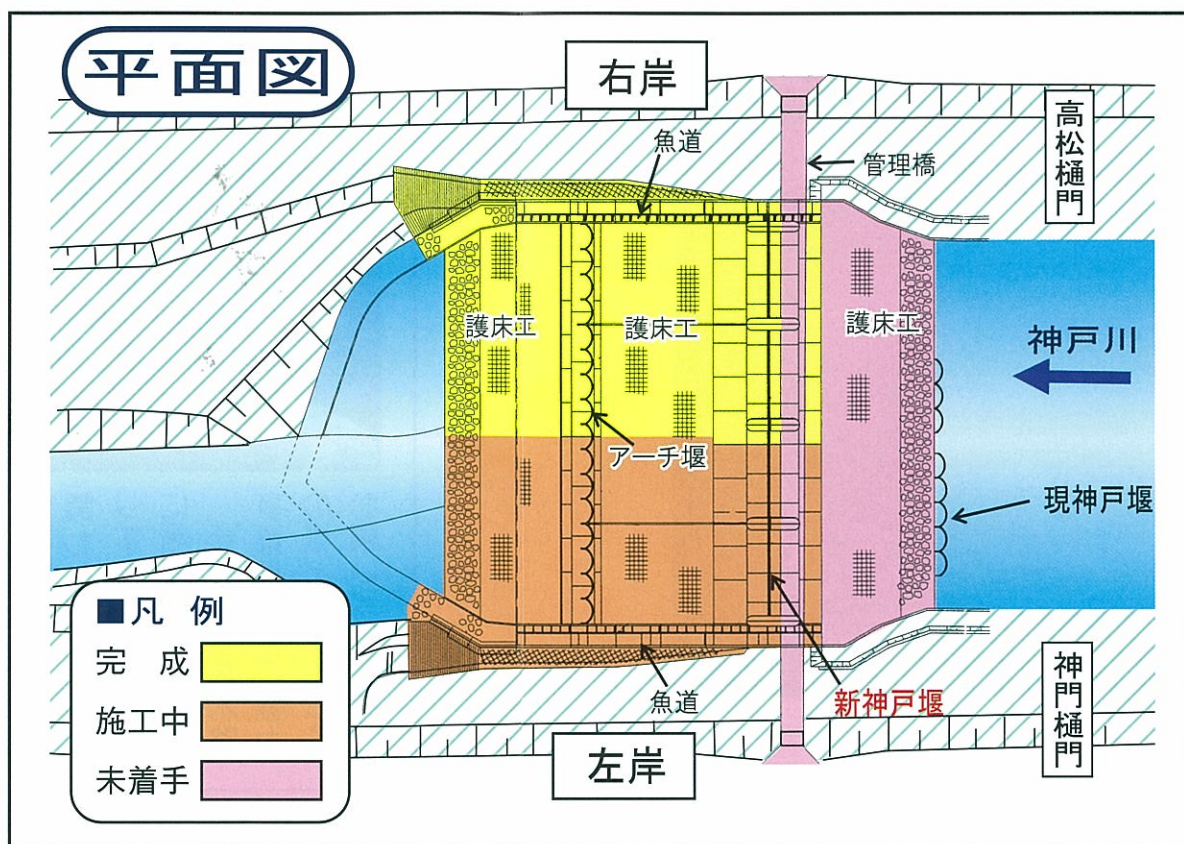 平面図
右岸
高松樋門
魚道
管理橋
護床工
護床工
護床工
神戸川
アーチ堰
現神戸堰
■凡 例
完 成
施工中
未着手
魚道
新神戸堰
左岸
神門樋門